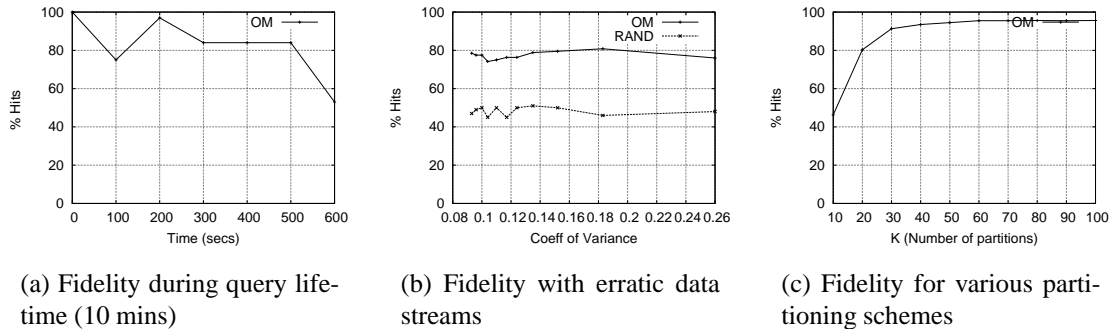 100
80
60
40
20
0
% Hits
OM
0 100 200 300 400 500 600
Time (secs)
(a) Fidelity during query life-
time (10 mins)
100
80
60
40
20
0
% Hits
OM
RAND
0.08 0.1 0.12 0.14 0.16 0.18 0.2 0.22 0.24 0.26
Coeff of Variance
(b) Fidelity with erratic data
streams
100
80
60
40
20
0
% Hits
OM
10 20 30 40 50 60 70 80 90 100
K (Number of partitions)
(c) Fidelity for various parti-
tioning schemes